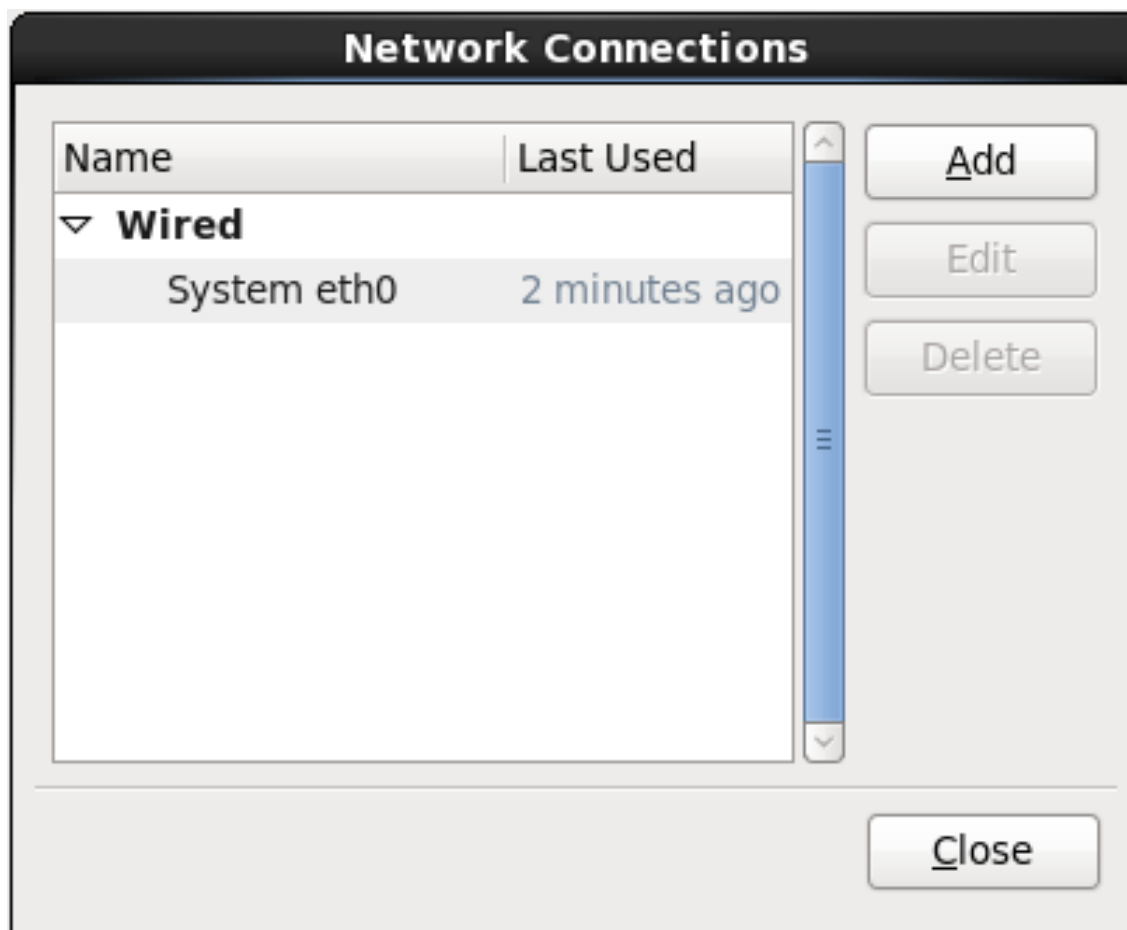 Network Connections
Name Last Used
Wired
System eth0 2 minutes ago
Add
Edit
Delete
Close